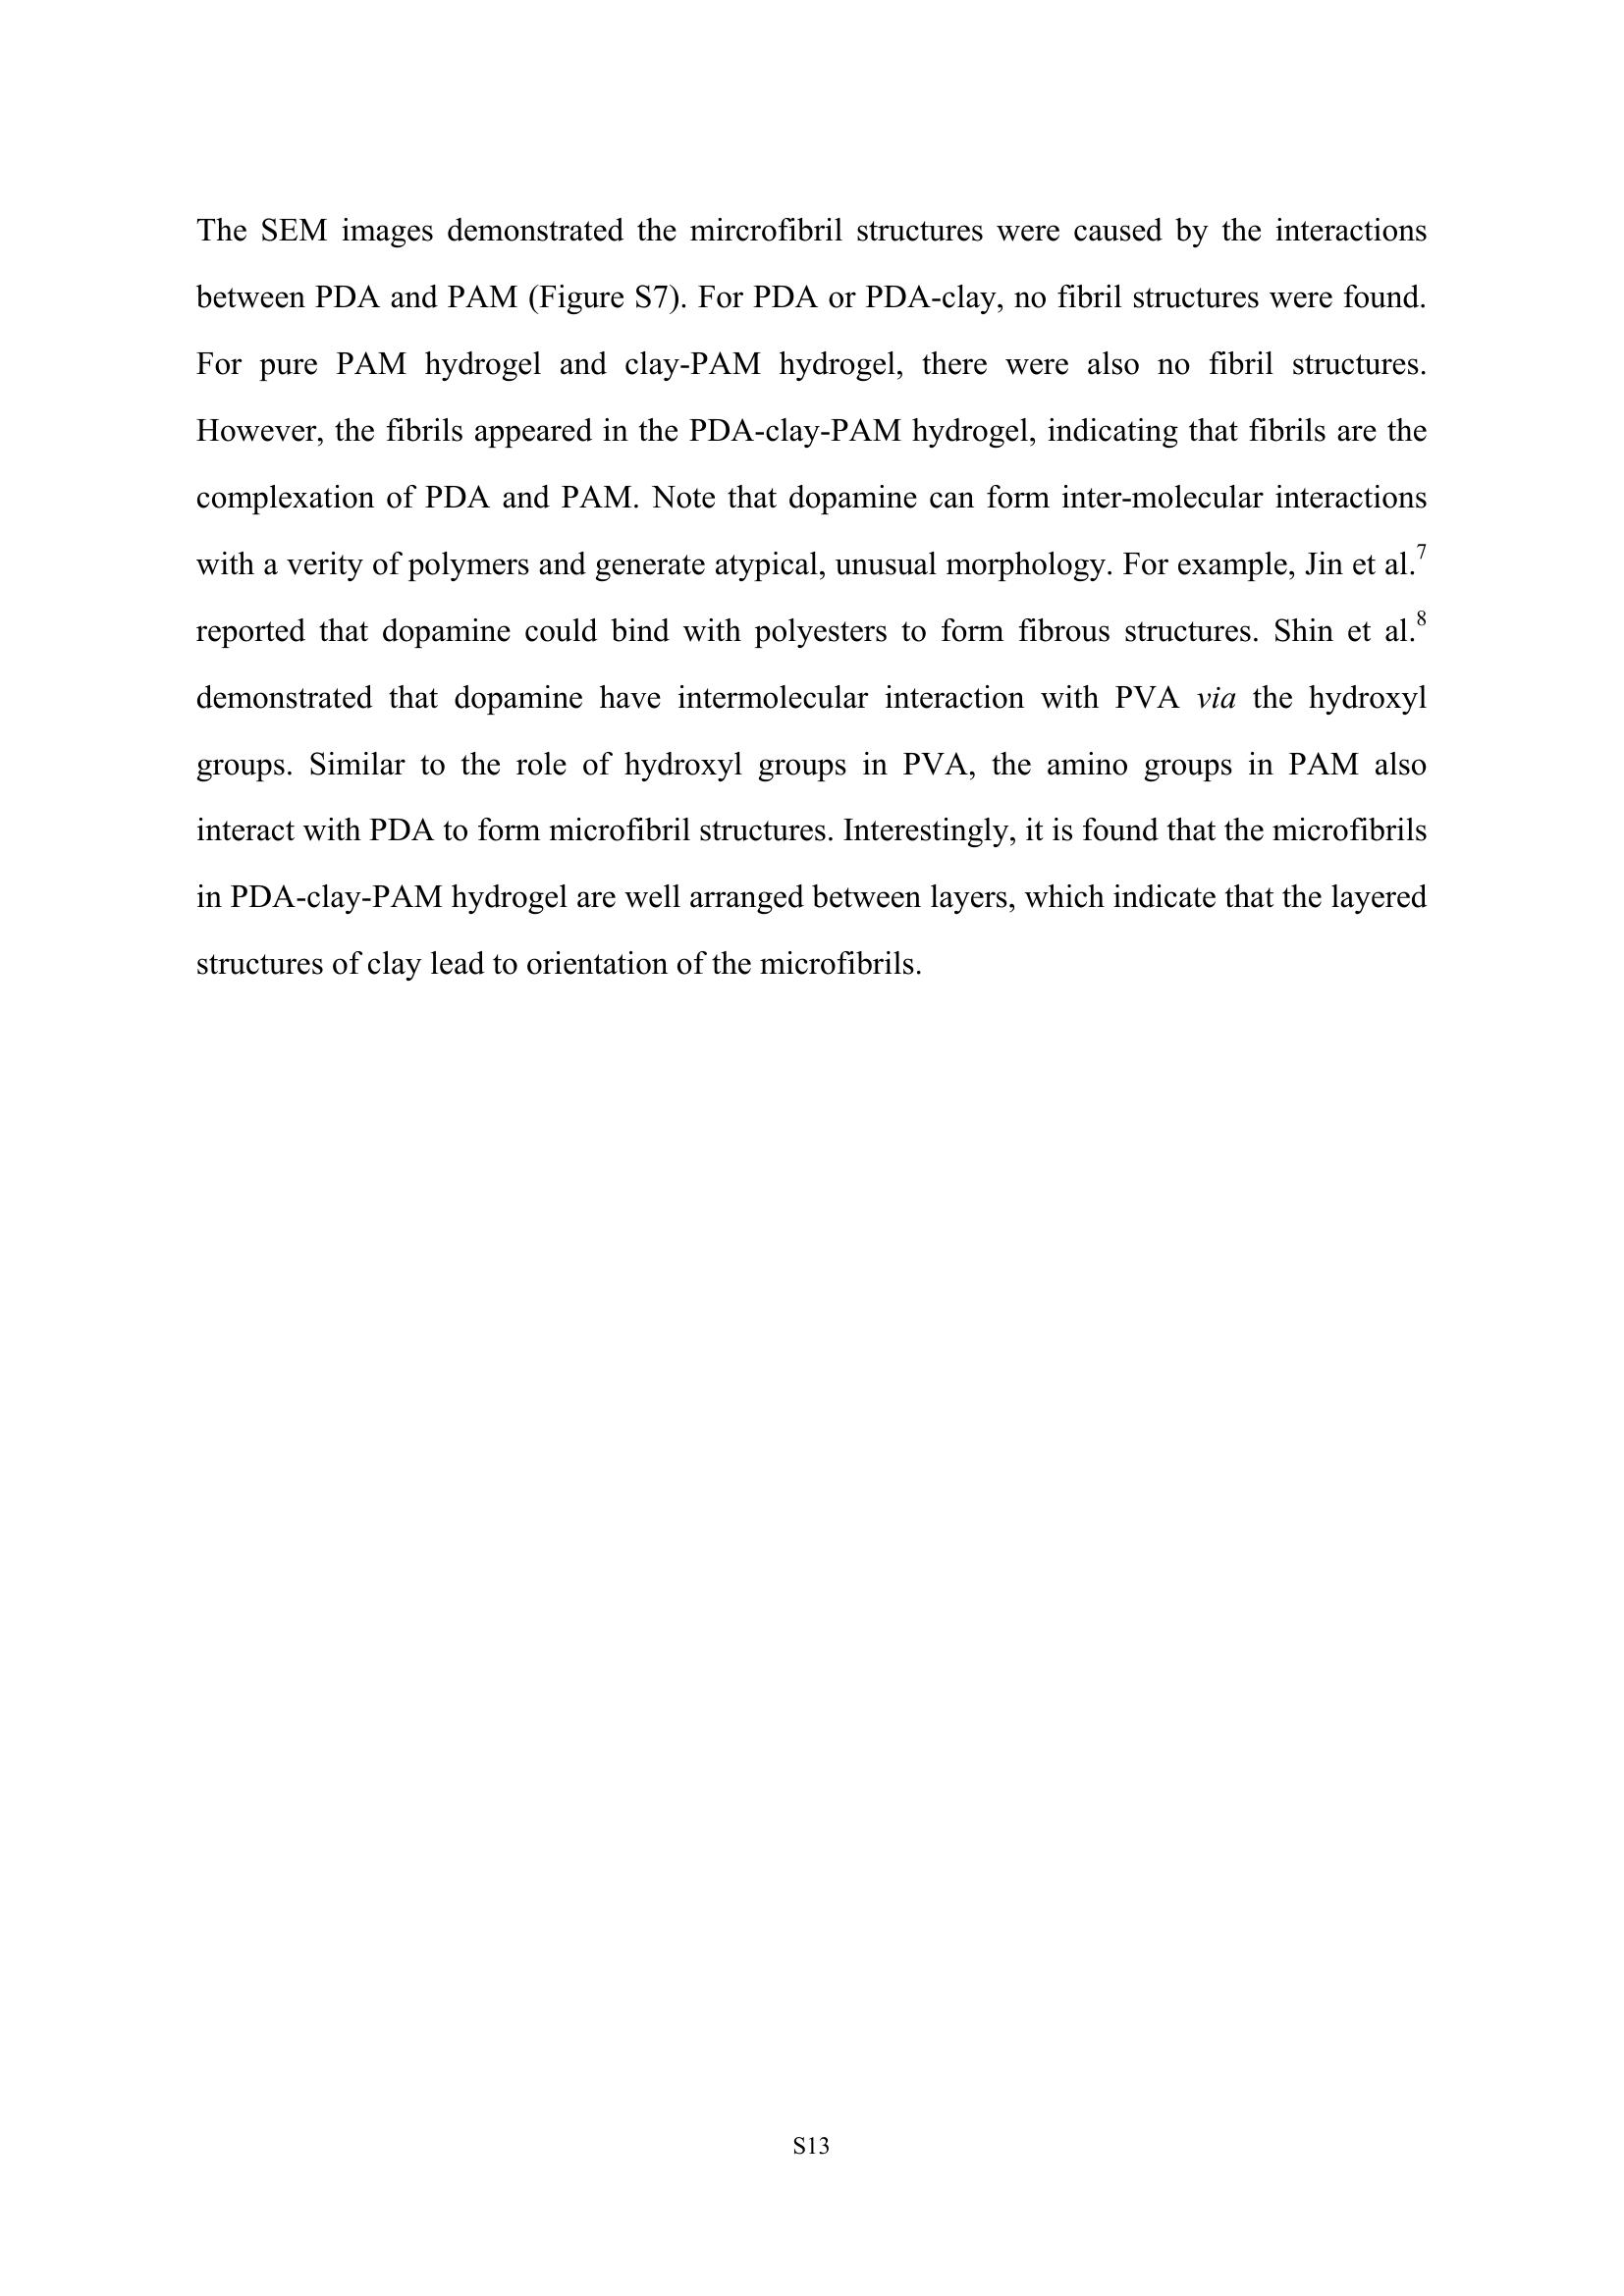 The SEM images demonstrated the mircrofibril structures were caused by the interactions
between PDA and PAM (Figure S7). For PDA or PDA-clay, no fibril structures were found.
For pure PAM hydrogel and clay-PAM hydrogel, there were also no fibril structures.
However, the fibrils appeared in the PDA-clay-PAM hydrogel, indicating that fibrils are the
complexation of PDA and PAM. Note that dopamine can form inter-molecular interactions
with a verity of polymers and generate atypical, unusual morphology. For example, Jin et al.7
reported that dopamine could bind with polyesters to form fibrous structures. Shin et al.8
demonstrated that dopamine have intermolecular interaction with PVA via the hydroxyl
groups. Similar to the role of hydroxyl groups in PVA, the amino groups in PAM also
interact with PDA to form microfibril structures. Interestingly, it is found that the microfibrils
in PDA-clay-PAM hydrogel are well arranged between layers, which indicate that the layered
structures of clay lead to orientation of the microfibrils.
S13